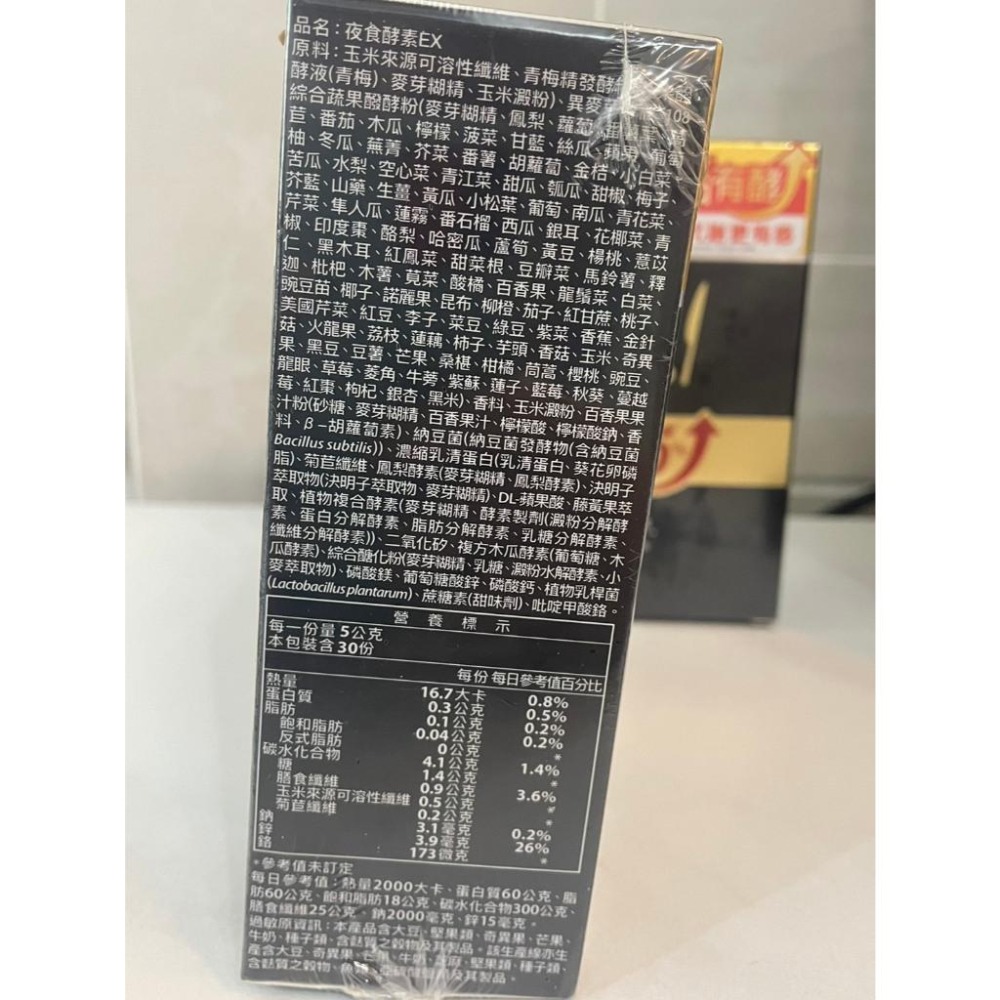 品名：夜食酵素EX
原料：玉米來源可溶性纖維、青梅精發酵
酵液(青梅)、麥芽糊精、玉米澱粉)、異麥芽
綜合蔬果醱酵粉(麥芽糊精、鳳梨、蘿蔔、
苣、番茄、木瓜、檸檬、菠菜、甘藍、絲瓜、蘋果、葡萄
柚、冬瓜、蕪菁、芥菜、番薯、胡蘿蔔、金桔、小白菜、
苦瓜、水梨、空心菜、青江菜、甜瓜、瓠瓜、甜椒、梅子、
芥藍、山藥、生薑、黃瓜、小松葉、葡萄、南瓜、青花菜、
芹菜、隼人瓜、蓮霧、番石榴、西瓜、銀耳、花椰菜、青
椒、印度棗、酪梨、哈密瓜、蘆筍、黃豆、楊桃、薏苡
仁、黑木耳、紅鳳菜、甜菜根、豆瓣菜、馬鈴薯、釋
迦、枇杷、木薯、莧菜、酸橘、百香果、龍鬚菜、白菜、
豌豆苗、椰子、諾麗果、昆布、柳橙、茄子、紅甘蔗、桃子、
美國芹菜、紅豆、李子、菜豆、綠豆、紫菜、香蕉、金針
菇、火龍果、荔枝、蓮藕、柿子、芋頭、香菇、玉米、奇異
果、黑豆、豆薯、芒果、桑椹、柑橘、茼蒿、櫻桃、豌豆、
龍眼、草莓、菱角、牛蒡、紫蘇、蓮子、藍莓、秋葵、蔓越
莓、紅棗、枸杞、銀杏、黑米)、香料、玉米澱粉、百香果果
汁粉(砂糖、麥芽糊精、百香果汁、檸檬酸、檸檬酸鈉、香
料、β-胡蘿蔔素)、納豆菌(納豆菌發酵物(含納豆菌
Bacillus subtilis))、濃縮乳清蛋白(乳清蛋白、葵花卵磷
脂)、菊苣纖維、鳳梨酵素(麥芽糊精、鳳梨酵素)、決明子
萃取物(決明子萃取物、麥芽糊精)、DL-蘋果酸、藤黃果萃
取、植物複合酵素(麥芽糊精、酵素製劑(澱粉分解酵
素、蛋白分解酵素、脂肪分解酵素、乳糖分解酵素、
纖維分解酵素))、二氧化矽、複方木瓜酵素(葡萄糖、木
瓜酵素)、綜合醣化粉(麥芽糊精、乳糖、澱粉水解酵素、小
麥萃取物)、磷酸鎂、葡萄糖酸鋅、磷酸鈣、植物乳桿菌
(Lactobacillus plantarum)、蔗糖素(甜味劑)、吡啶甲酸鉻。
營養標示
每一份量 5公克
本包裝含 30份
每份 每日參考值百分比
熱量 16.7大卡 0.8%
蛋白質 0.3公克 0.5%
脂肪 0.1公克 0.2%
飽和脂肪 0.04公克 0.2%
反式脂肪 0公克 *
碳水化合物 4.1公克 1.4%
糖 1.4公克 *
膳食纖維 0.9公克 3.6%
玉米來源可溶性纖維 0.5公克 *
菊苣纖維 0.2公克 *
鈉 3.1毫克 0.2%
鋅 3.9毫克 26%
鉻 173微克 *
*參考值未訂定
每日參考值：熱量2000大卡、蛋白質60公克、脂
肪60公克、飽和脂肪18公克、碳水化合物300公克、
膳食纖維25公克、鈉2000毫克、鋅15毫克。
過敏原資訊：本產品含大豆、堅果類、奇異果、芒果、
牛奶、種子類、含麩質之穀物及其製品。該生產線亦生
產含大豆、奇異果、芒果、牛奶、芝麻、堅果類、種子類、
含麩質之穀物、及其製品。
有酵